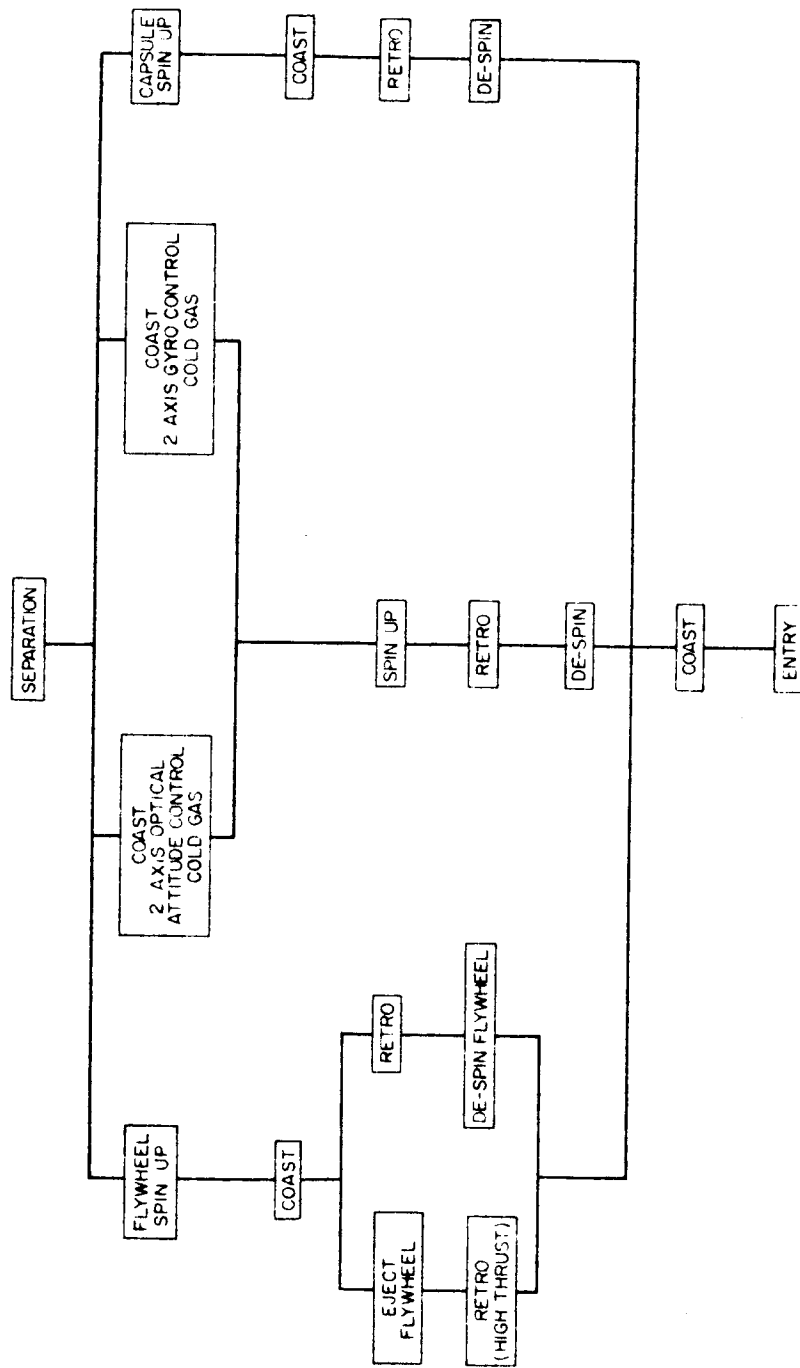 SEPARATION
FLYWHEEL
SPIN UP
COAST
2 AXIS OPTICAL
ATTITUDE CONTROL
COLD GAS
COAST
2 AXIS GYRO CONTROL
COLD GAS
CAPSULE
SPIN UP
COAST
COAST
EJECT
FLYWHEEL
RETRO
SPIN UP
RETRO
RETRO
(HIGH THRUST)
DE-SPIN FLYWHEEL
RETRO
DE-SPIN
DE-SPIN
COAST
ENTRY